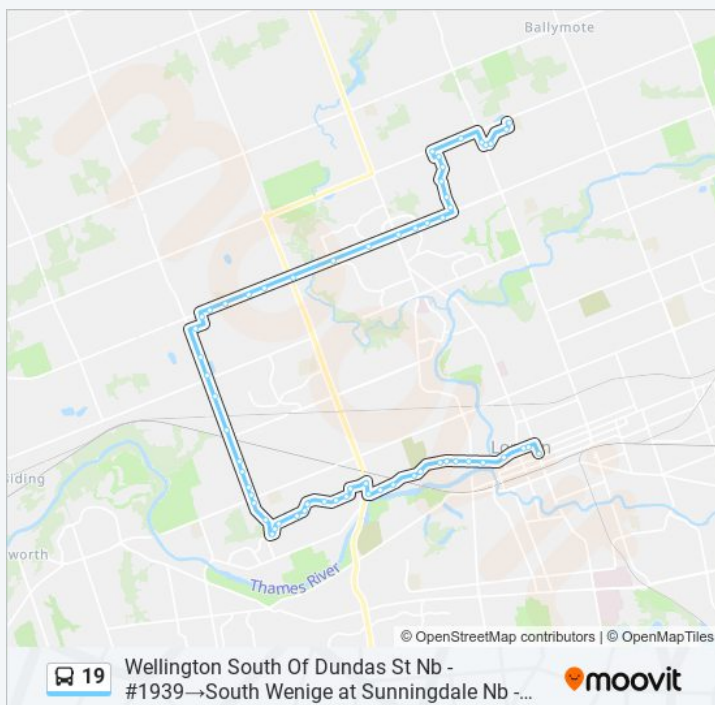 Ballymote
London
Siding
worth
Thames River
© OpenStreetMap contributors | © OpenMapTiles
19
Wellington South Of Dundas St Nb -
#1939→South Wenige at Sunningdale Nb -...
moovit